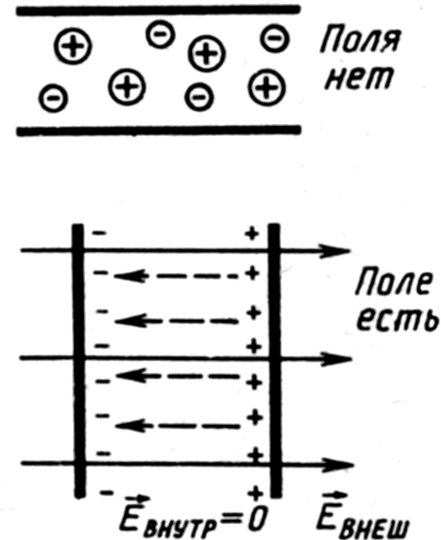 Поля
нет
Поле
есть
E⃗внутр=0
E⃗внеш